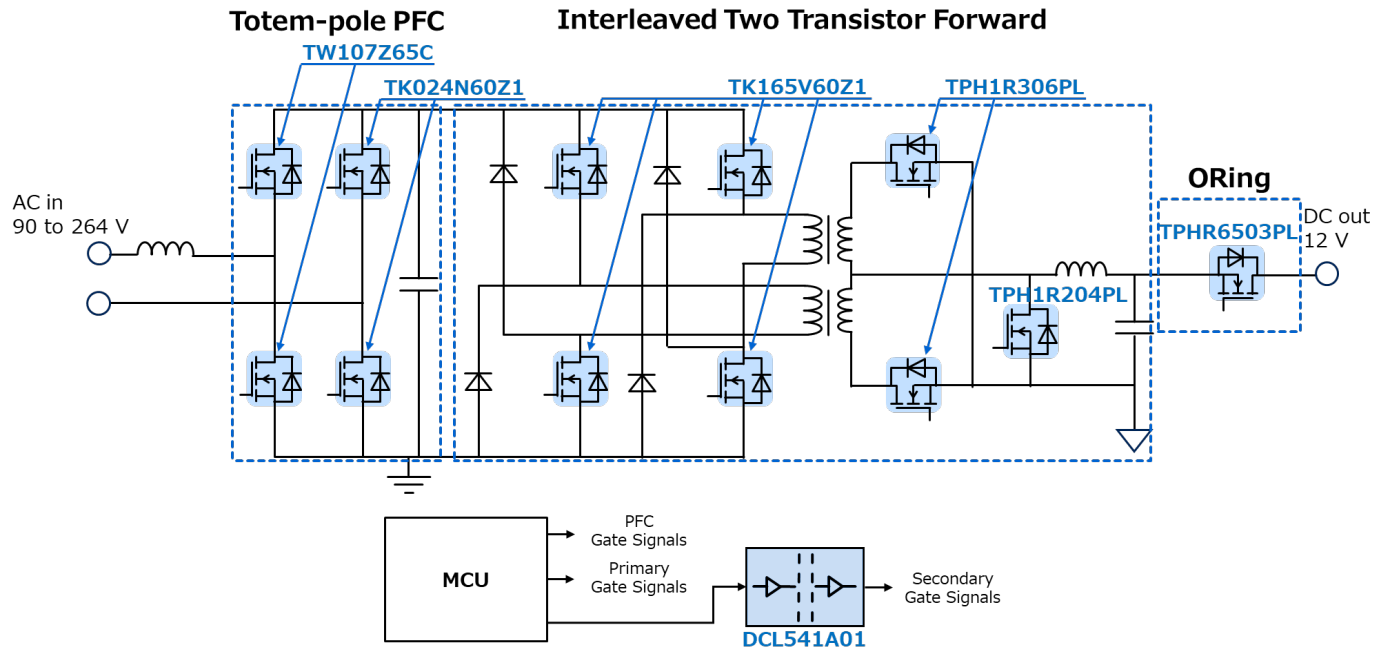 Totem-pole PFC
Interleaved Two Transistor Forward
TW107Z65C
TK024N60Z1
TK165V60Z1
TPH1R306PL
AC in
90 to 264 V
ORing
TPHR6503PL
DC out
12 V
TPH1R204PL
MCU
PFC
Gate Signals
Primary
Gate Signals
Secondary
Gate Signals
DCL541A01